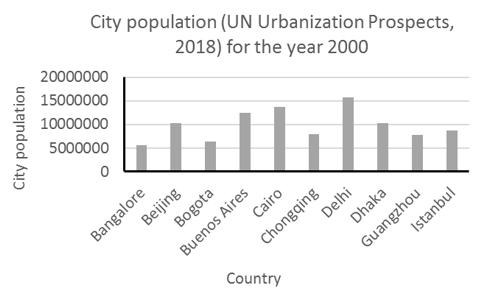 City population (UN Urbanization Prospects,
2018) for the year 2000
City population
20000000
15000000
10000000
5000000
0
Bangalore
Beijing
Bogota
Buenos Aires
Cairo
Chongqing
Delhi
Dhaka
Guangzhou
Istanbul
Country